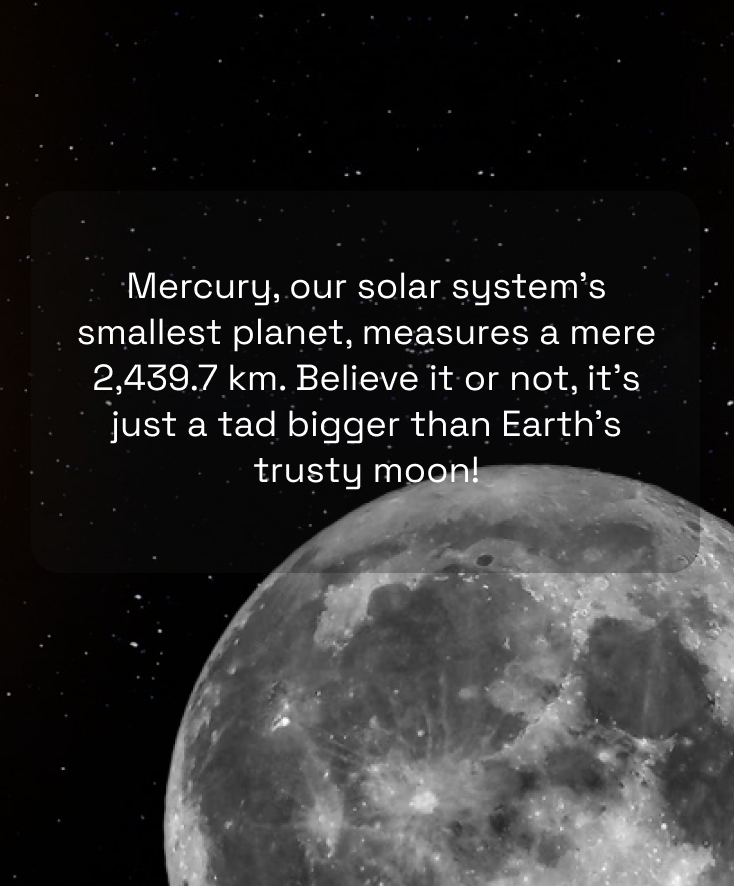 Mercury, our solar system’s
smallest planet, measures a mere
2,439.7 km. Believe it or not, it’s
just a tad bigger than Earth’s
trusty moon!